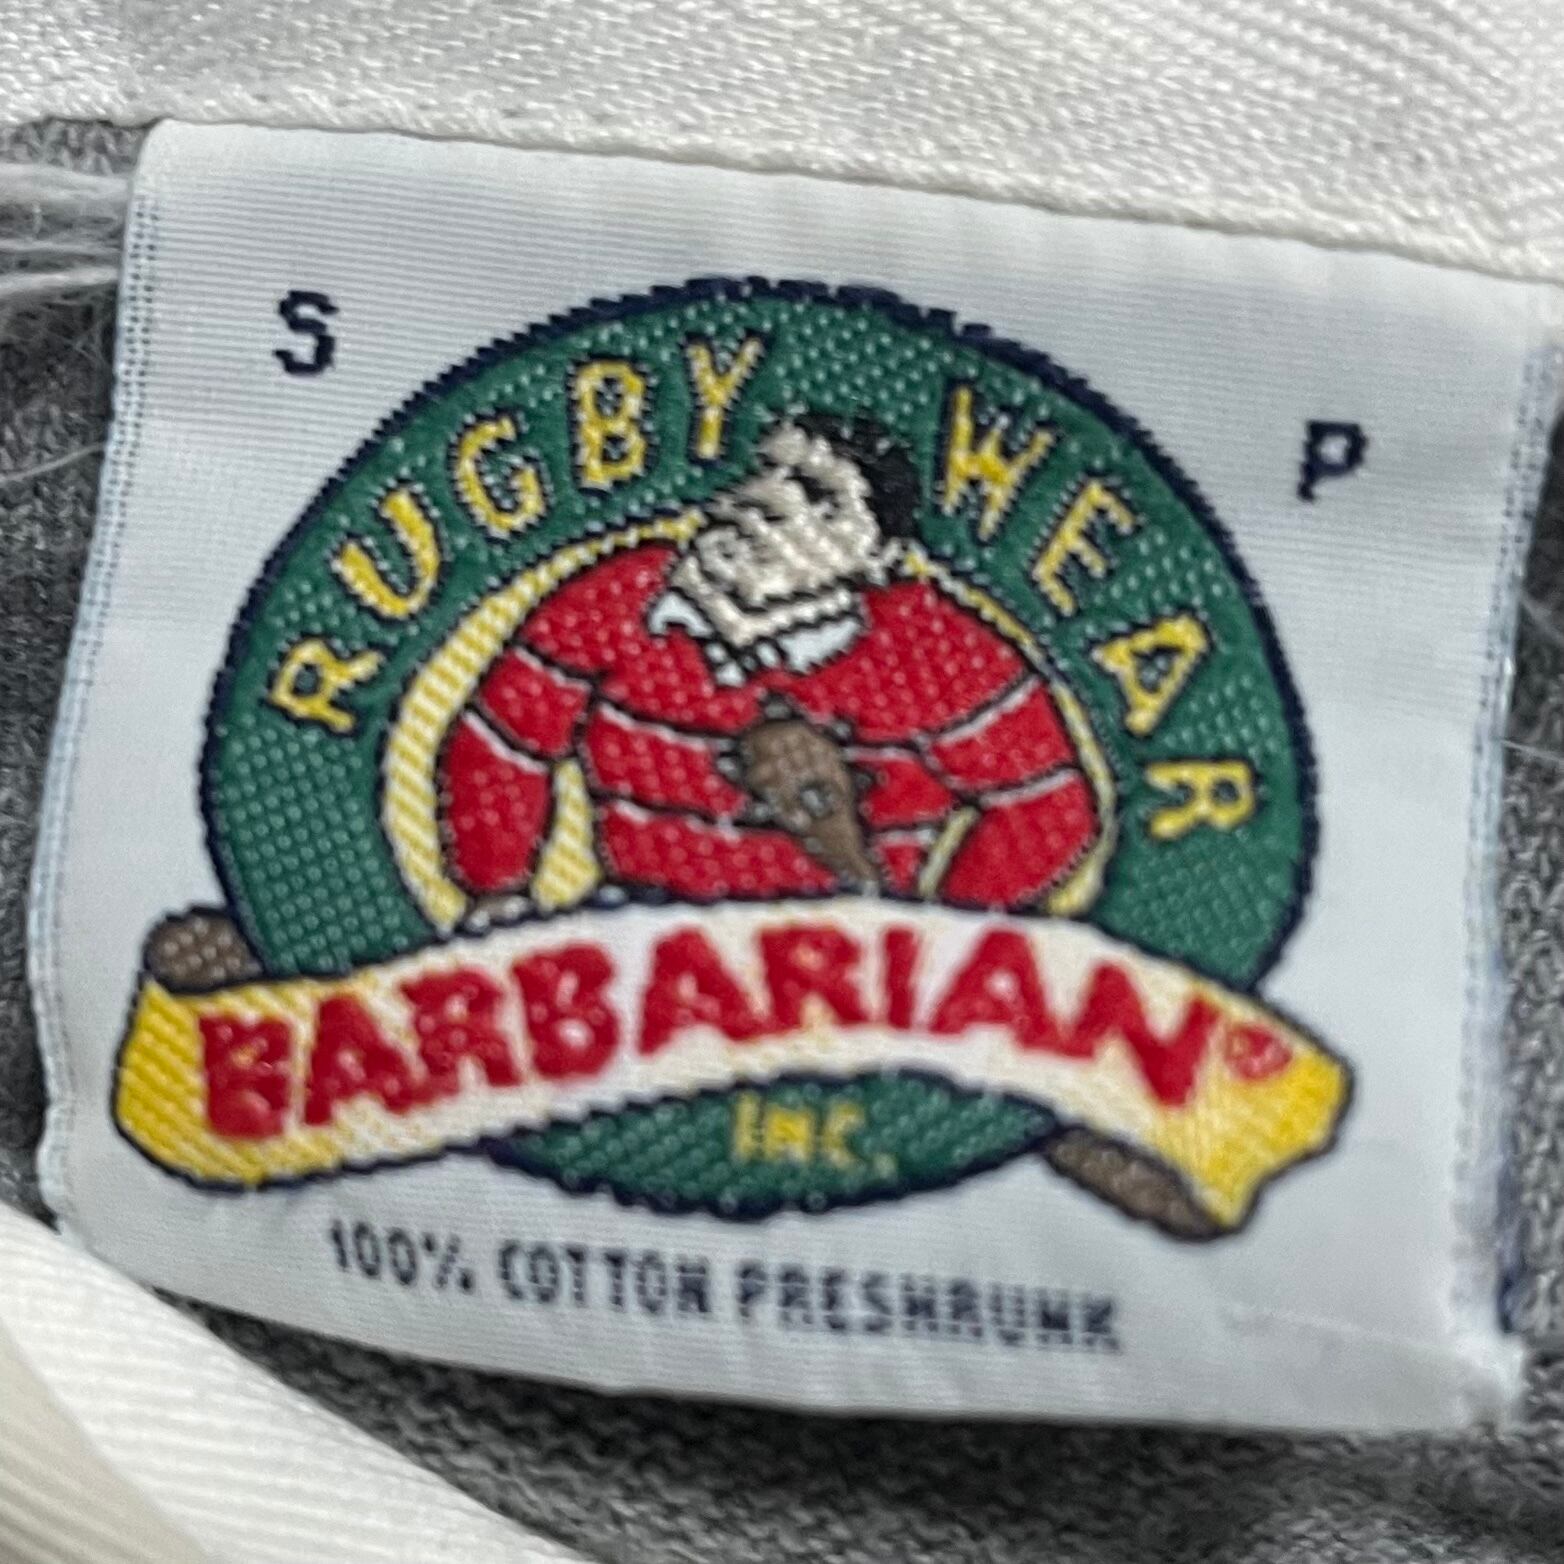 S P
RUGBY WEAR
BARBARIAN®
INC.
100% COTTON PRESHRUNK